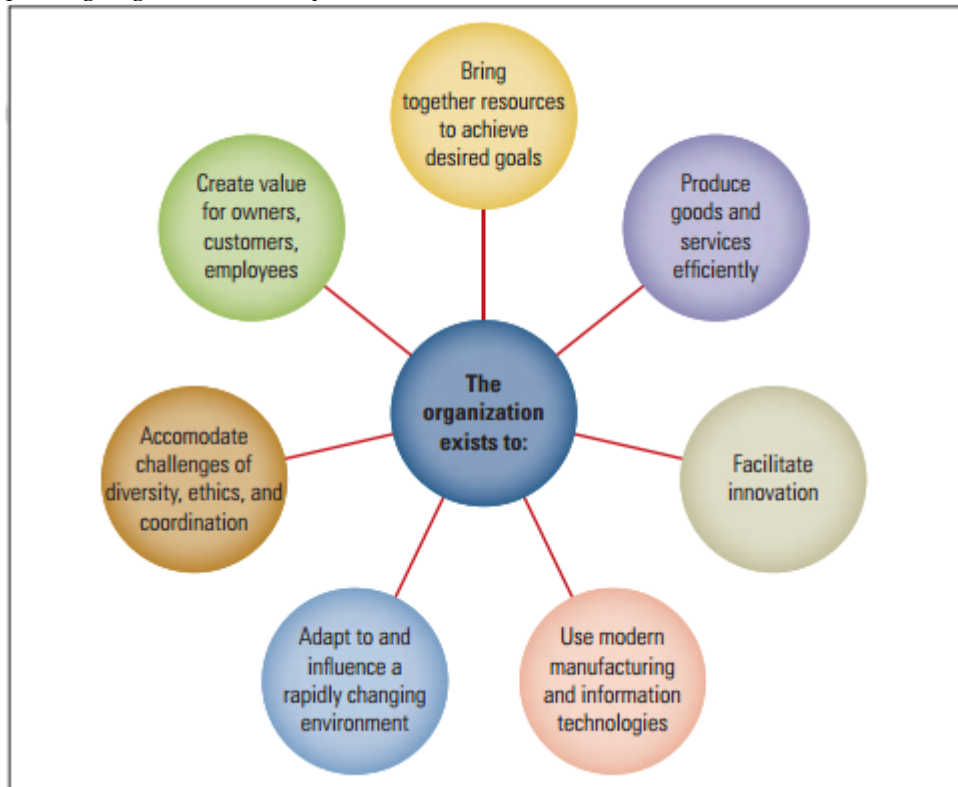 Bring
together resources
to achieve
desired goals
Produce
goods and
services
efficiently
Facilitate
innovation
Use modern
manufacturing
and information
technologies
Adapt to and
influence a
rapidly changing
environment
Accomodate
challenges of
diversity, ethics, and
coordination
Create value
for owners,
customers,
employees
The
organization
exists to: